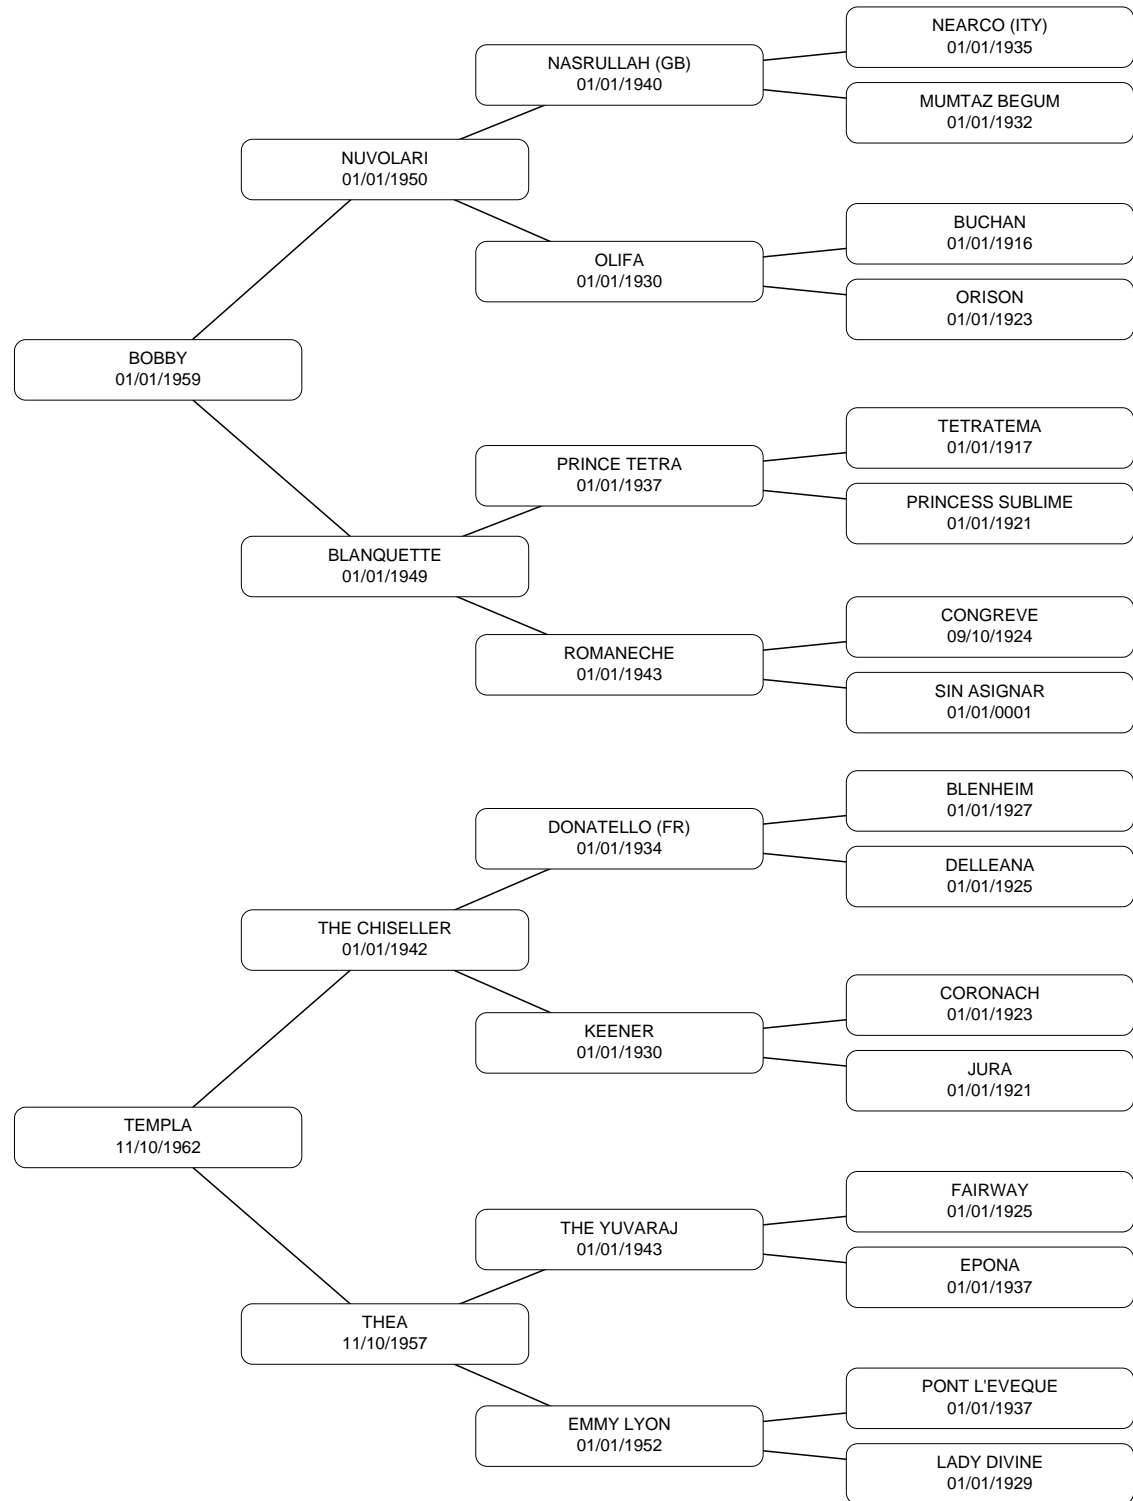 NEARCO (ITY)
01/01/1935
NASRULLAH (GB)
01/01/1940
MUMTAZ BEGUM
01/01/1932
NUVOLARI
01/01/1950
BUCHAN
01/01/1916
OLIFA
01/01/1930
ORISON
01/01/1923
BOBBY
01/01/1959
TETRATEMA
01/01/1917
PRINCE TETRA
01/01/1937
PRINCESS SUBLIME
01/01/1921
BLANQUETTE
01/01/1949
CONGREVE
09/10/1924
ROMANECHE
01/01/1943
SIN ASIGNAR
01/01/0001
BLENHEIM
01/01/1927
DONATELLO (FR)
01/01/1934
DELLEANA
01/01/1925
THE CHISELLER
01/01/1942
CORONACH
01/01/1923
KEENER
01/01/1930
JURA
01/01/1921
TEMPLA
11/10/1962
FAIRWAY
01/01/1925
THE YUVARAJ
01/01/1943
EPONA
01/01/1937
THEA
11/10/1957
PONT L'EVEQUE
01/01/1937
EMMY LYON
01/01/1952
LADY DIVINE
01/01/1929